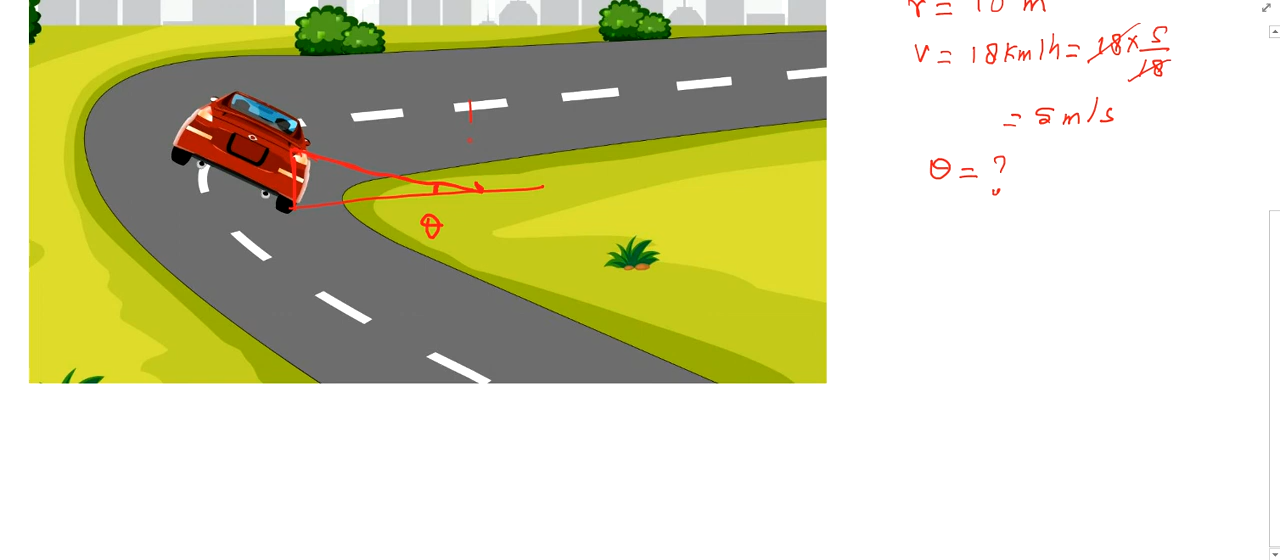 r = 10 m
v = 18 km/h = 18 × 5/18
= 5 m/s
θ = ?
θ